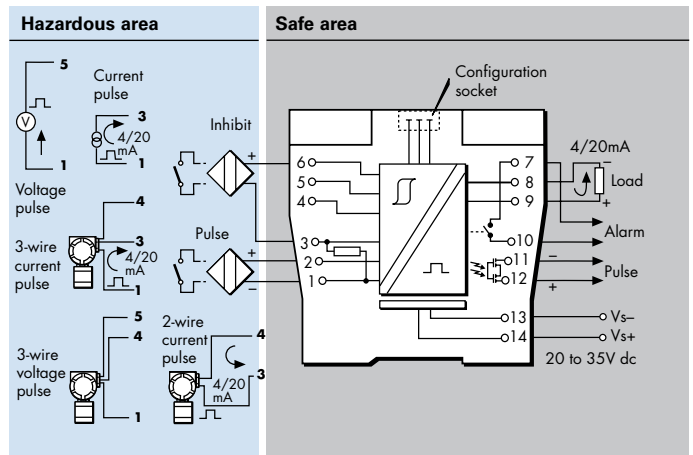 Hazardous area
Safe area
5
V
1
Voltage
pulse
Current
pulse
3
4/20
mA
1
Inhibit
+
Configuration
socket
4/20mA
–
Load
+
6
5
4
3
2
1
7
8
9
10
11
12
13
14
Alarm
–
Pulse
+
Vs–
Vs+
20 to 35V dc
Pulse
+
–
3-wire
current
pulse
4
3
4/20
mA
1
3-wire
voltage
pulse
5
4
1
2-wire
current
pulse
4
4/20
mA
3